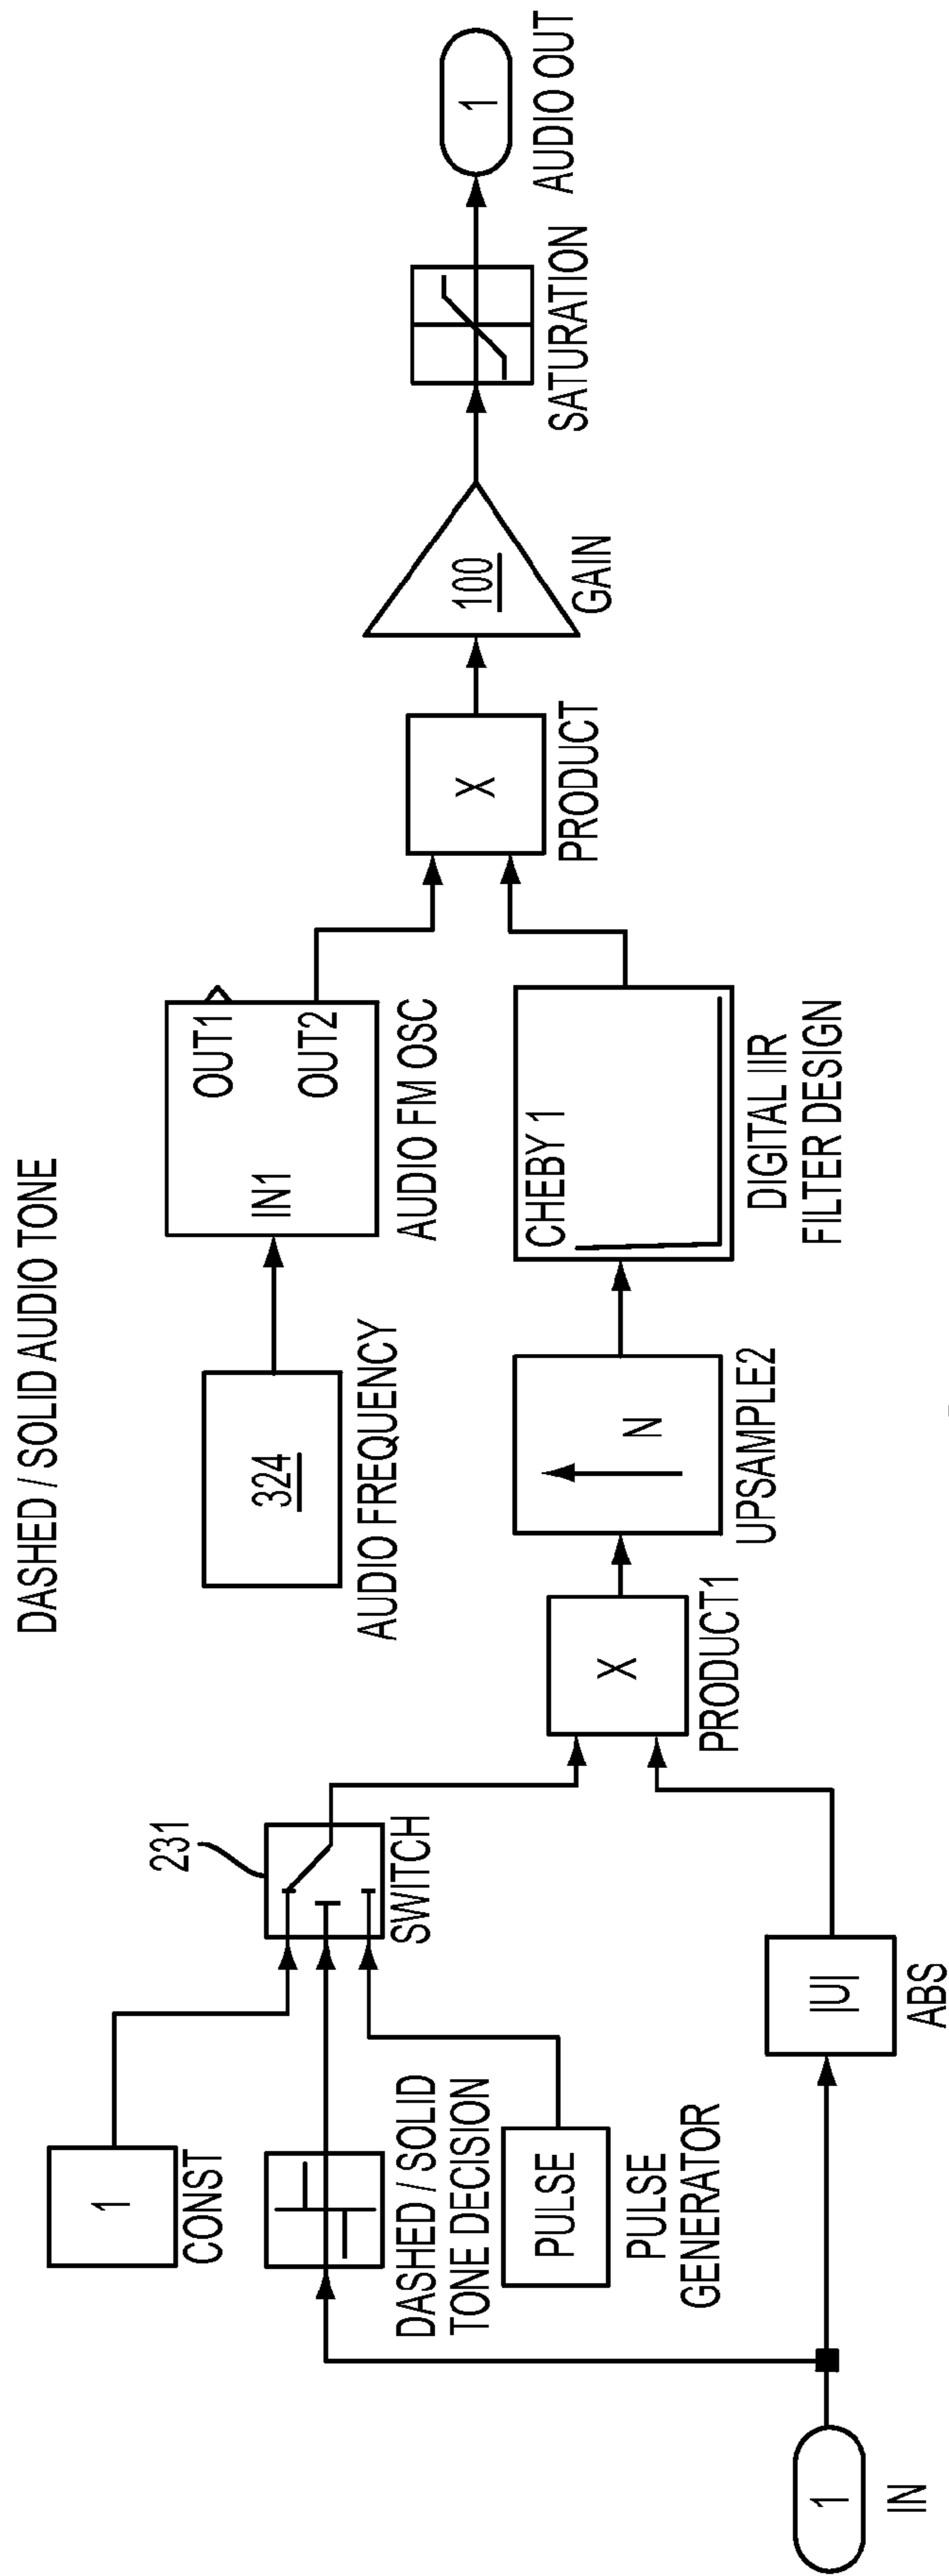 DASHED / SOLID AUDIO TONE
1
CONST
231
SWITCH
DASHED / SOLID
TONE DECISION
PULSE
PULSE
GENERATOR
1
IN
|U|
ABS
X
PRODUCT1
N
UPSAMPLE2
CHEBY 1
DIGITAL IIR
FILTER DESIGN
324
AUDIO FREQUENCY
IN1
OUT1
OUT2
AUDIO FM OSC
X
PRODUCT
100
GAIN
SATURATION
1
AUDIO OUT